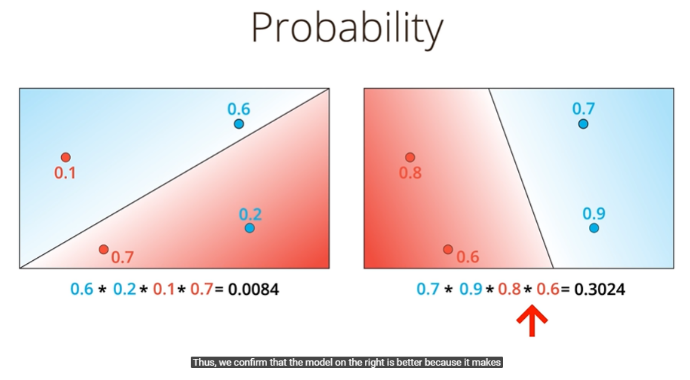 Probability
0.6
0.1
0.2
0.7
0.6 * 0.2 * 0.1 * 0.7 = 0.0084
0.7
0.8
0.9
0.6
0.7 * 0.9 * 0.8 * 0.6 = 0.3024
Thus, we confirm that the model on the right is better because it makes